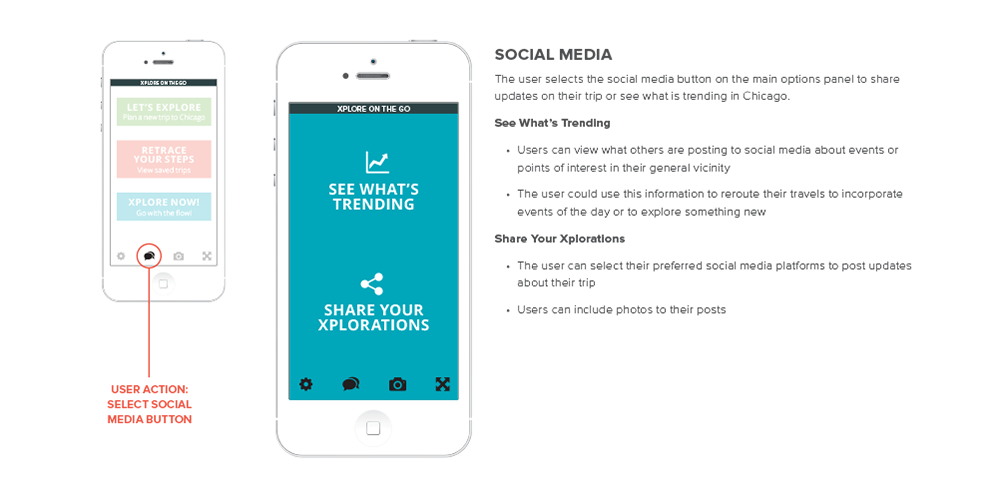 XPLORE ON THE GO
LET'S EXPLORE
Plan a new trip to Chicago
RETRACE
YOUR STEPS
View saved trips
XPLORE NOW!
Go with the flow!
USER ACTION:
SELECT SOCIAL
MEDIA BUTTON
XPLORE ON THE GO
SEE WHAT'S
TRENDING
SHARE YOUR
XPLORATIONS
SOCIAL MEDIA
The user selects the social media button on the main options panel to share
updates on their trip or see what is trending in Chicago.
See What's Trending
• Users can view what others are posting to social media about events or
points of interest in their general vicinity
• The user could use this information to reroute their travels to incorporate
events of the day or to explore something new
Share Your Xplorations
• The user can select their preferred social media platforms to post updates
about their trip
• Users can include photos to their posts